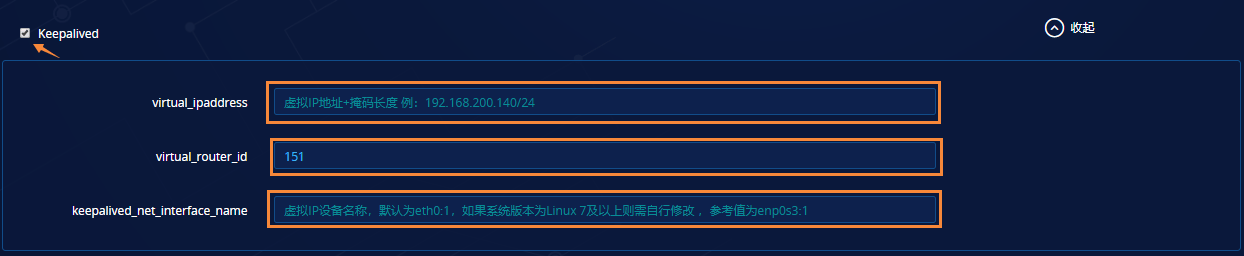 Keepalived
收起
virtual_ipaddress
虚拟IP地址+掩码长度 例：192.168.200.140/24
virtual_router_id
151
keepalived_net_interface_name
虚拟IP设备名称，默认为eth0:1，如果系统版本为Linux 7及以上则需自行修改 ，参考值为enp0s3:1